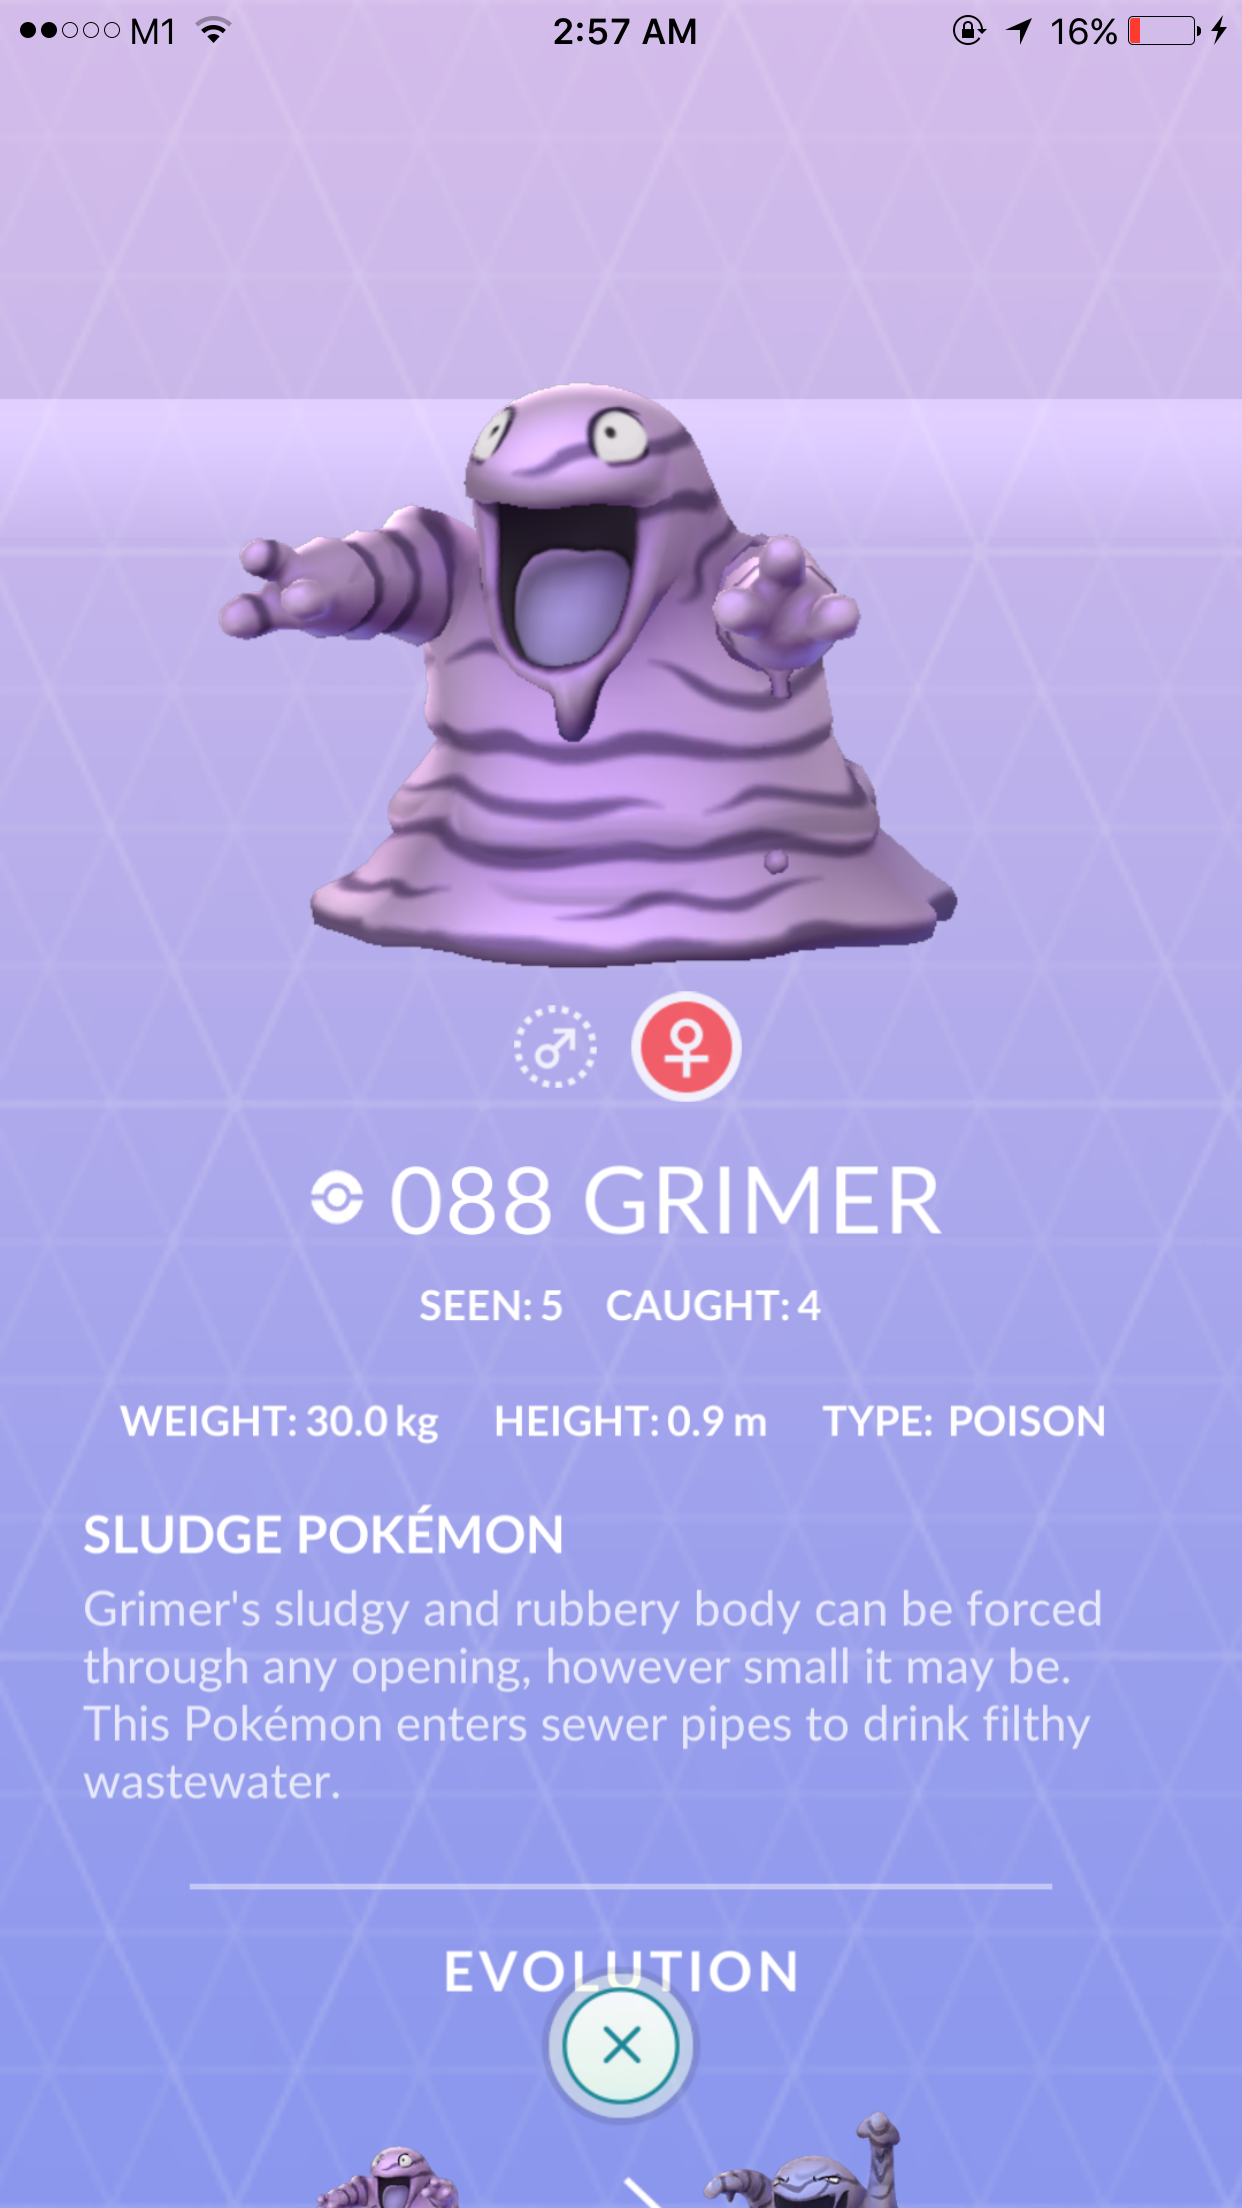 M1 2:57 AM 16%
088 GRIMER
SEEN: 5 CAUGHT: 4
WEIGHT: 30.0 kg HEIGHT: 0.9 m TYPE: POISON
SLUDGE POKÉMON
Grimer's sludgy and rubbery body can be forced
through any opening, however small it may be.
This Pokémon enters sewer pipes to drink filthy
wastewater.
EVOLUTION